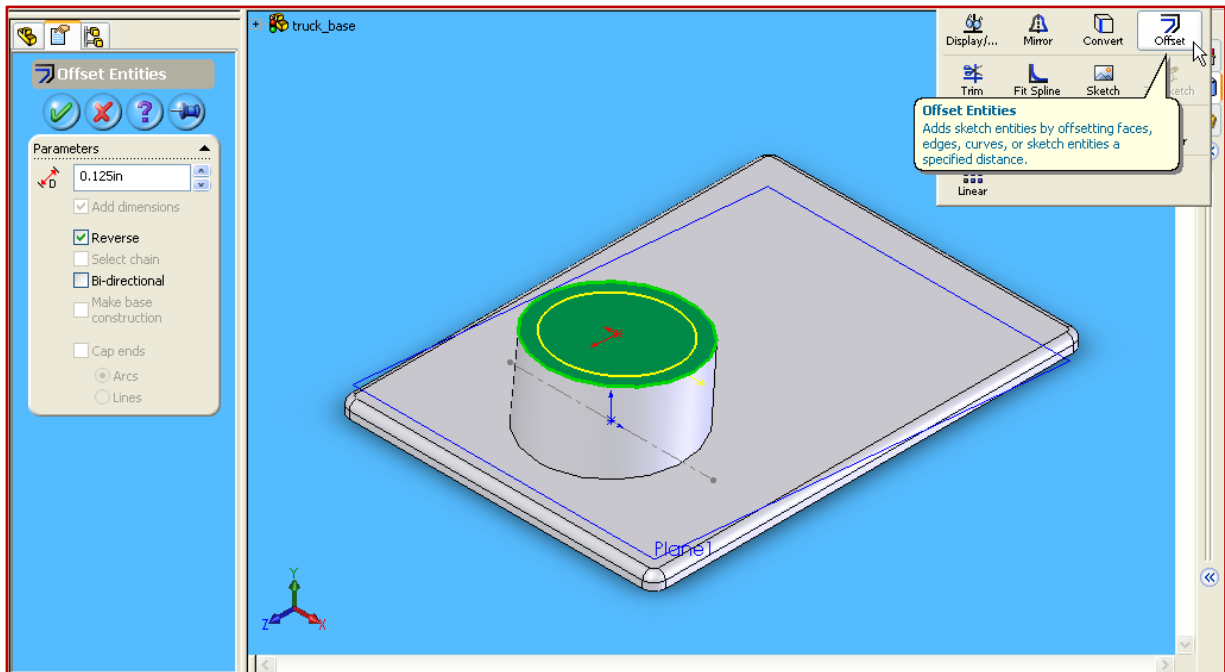 truck_base
Offset Entities
Parameters
0.125in
Add dimensions
Reverse
Select chain
Bi-directional
Make base
construction
Cap ends
Arcs
Lines
Display/...
Mirror
Convert
Offset
Trim
Fit Spline
Sketch
Offset Entities
Adds sketch entities by offsetting faces,
edges, curves, or sketch entities a
specified distance.
Linear
Plane1
Y
Z
X